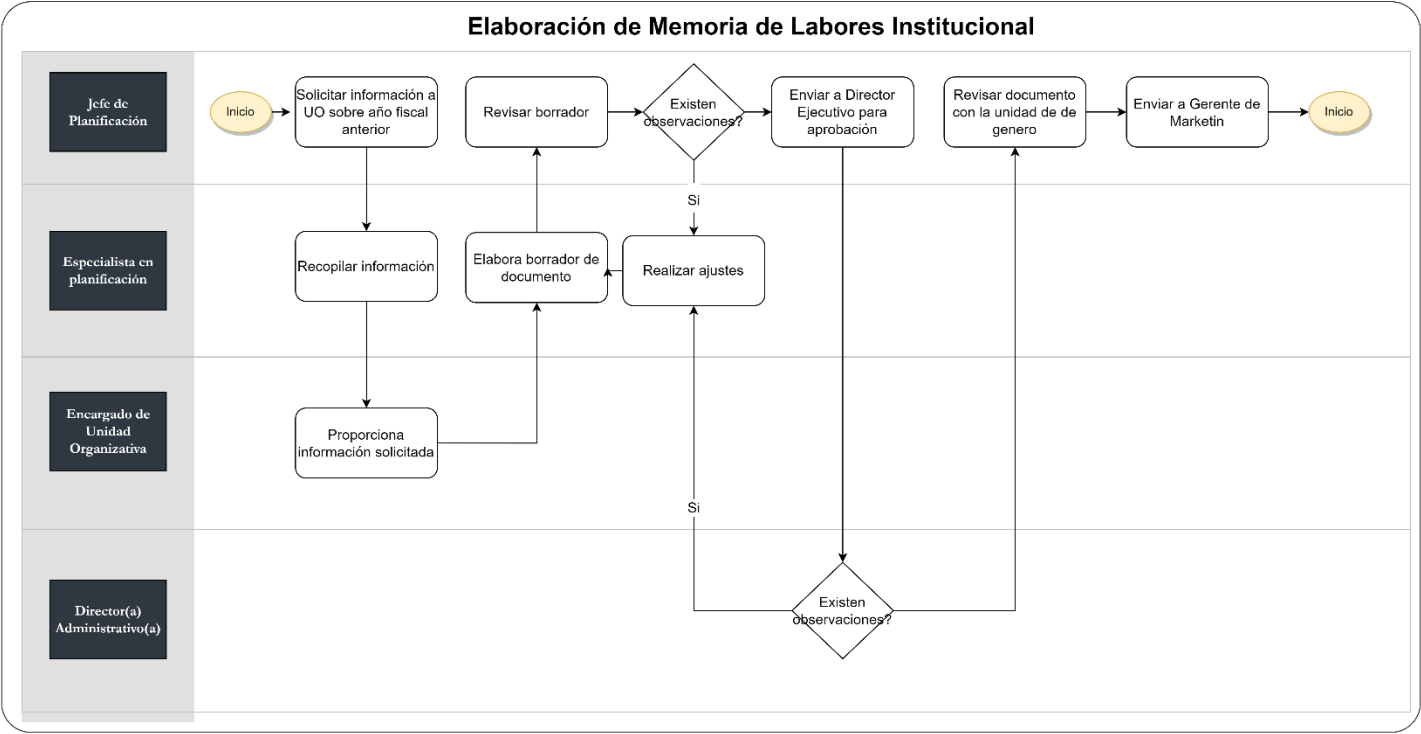 Elaboración de Memoria de Labores Institucional
Jefe de
Planificación
Inicio
Solicitar información a
UO sobre año fiscal
anterior
Revisar borrador
Existen
observaciones?
Enviar a Director
Ejecutivo para
aprobación
Revisar documento
con la unidad de de
genero
Enviar a Gerente de
Marketin
Inicio
Si
Especialista en
planificación
Recopilar información
Elabora borrador de
documento
Realizar ajustes
Encargado de
Unidad
Organizativa
Proporciona
información solicitada
Si
Director(a)
Administrativo(a)
Existen
observaciones?